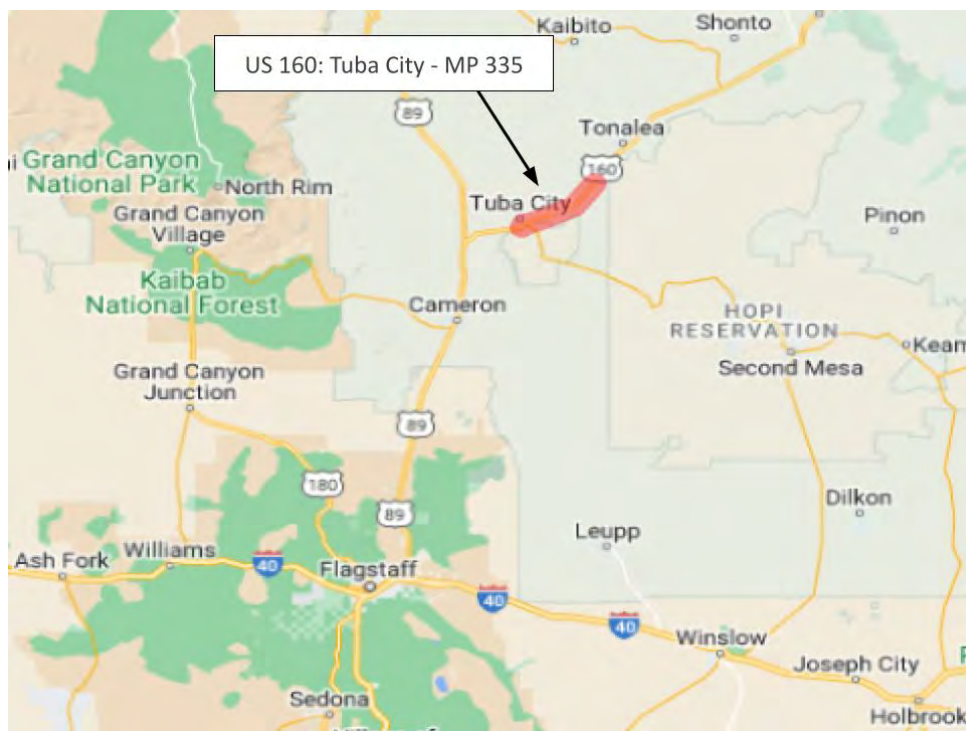 Kaibito
Shonto
US 160: Tuba City - MP 335
89
Tonalea
Grand Canyon
National Park
160
North Rim
Tuba City
Pinon
Grand Canyon
Village
Kaibab
National Forest
Cameron
HOPI
RESERVATION
Keam
Second Mesa
Grand Canyon
Junction
89
180
Dilkon
89
Leupp
Williams
Ash Fork
40
Flagstaff
40
40
Winslow
Joseph City
Sedona
Holbrook